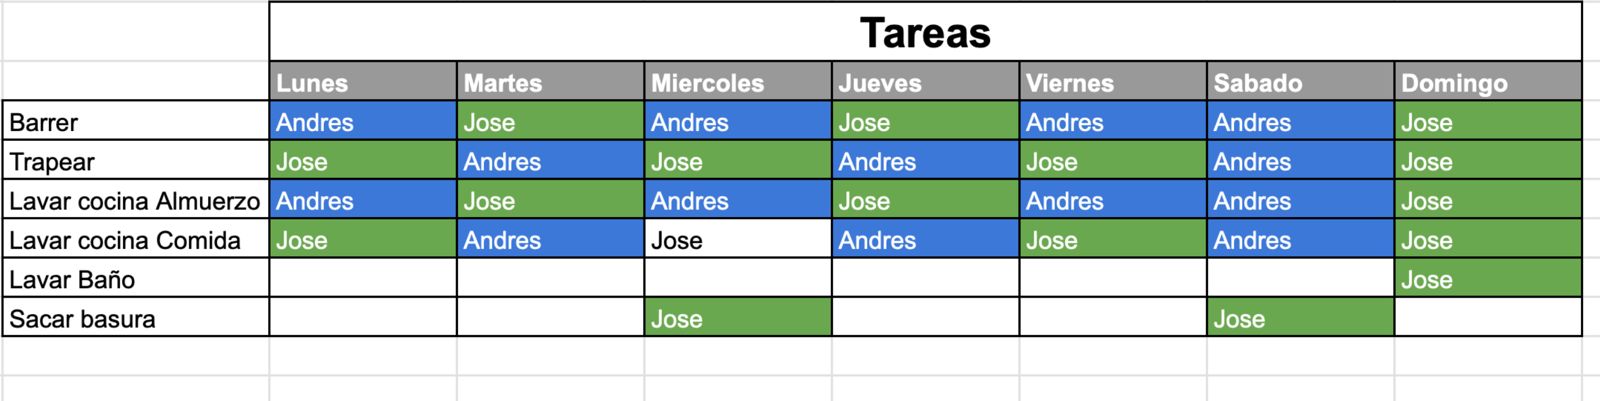 Tareas
Lunes Martes Miercoles Jueves Viernes Sabado Domingo
Barrer Andres Jose Andres Jose Andres Andres Jose
Trapear Jose Andres Jose Andres Jose Andres Jose
Lavar cocina Almuerzo Andres Jose Andres Jose Andres Andres Jose
Lavar cocina Comida Jose Andres Jose Andres Jose Andres Jose
Lavar Baño Jose
Sacar basura Jose Jose